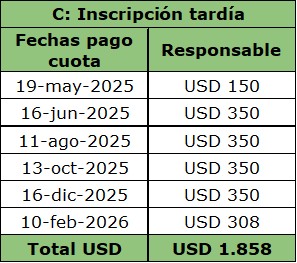 C: Inscripción tardía
Fechas pago cuota Responsable
19-may-2025 USD 150
16-jun-2025 USD 350
11-ago-2025 USD 350
13-oct-2025 USD 350
16-dic-2025 USD 350
10-feb-2026 USD 308
Total USD USD 1.858